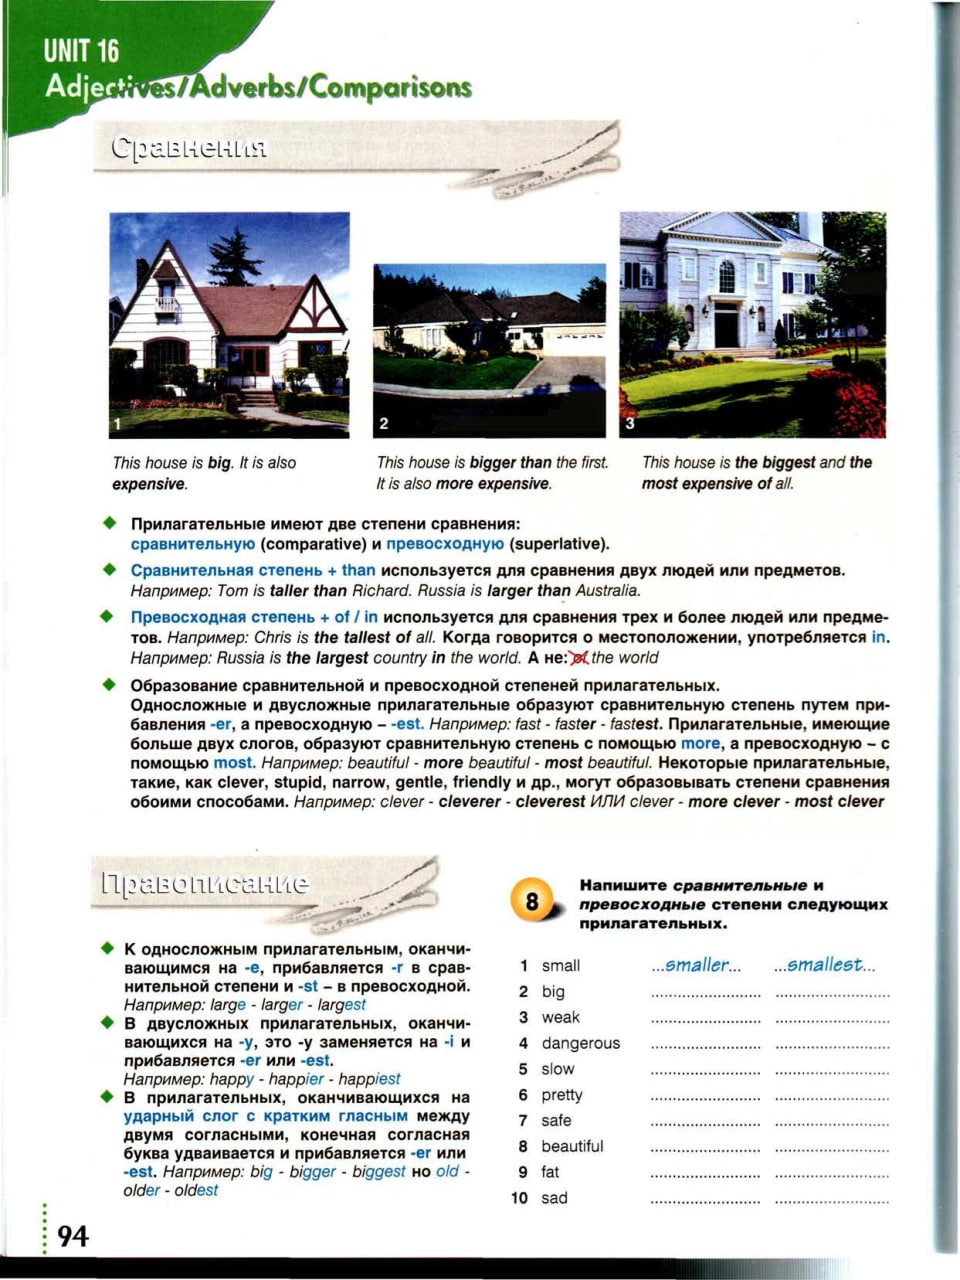 UNIT 16
Adjectives/Adverbs/Comparisons
Сравнения
1
2
3
This house is big. It is also
expensive.
This house is bigger than the first.
It is also more expensive.
This house is the biggest and the
most expensive of all.
Прилагательные имеют две степени сравнения:
сравнительную (comparative) и превосходную (superlative).
Сравнительная степень + than используется для сравнения двух людей или предметов.
Например: Tom is taller than Richard. Russia is larger than Australia.
Превосходная степень + of / in используется для сравнения трех и более людей или предме-
тов. Например: Chris is the tallest of all. Когда говорится о местоположении, употребляется in.
Например: Russia is the largest country in the world. А не: of the world
Образование сравнительной и превосходной степеней прилагательных.
Односложные и двусложные прилагательные образуют сравнительную степень путем при-
бавления -er, а превосходную – -est. Например: fast - faster - fastest. Прилагательные, имеющие
больше двух слогов, образуют сравнительную степень с помощью more, а превосходную – с
помощью most. Например: beautiful - more beautiful - most beautiful. Некоторые прилагательные,
такие, как clever, stupid, narrow, gentle, friendly и др., могут образовывать степени сравнения
обоими способами. Например: clever - cleverer - cleverest ИЛИ clever - more clever - most clever
Правописание
К односложным прилагательным, оканчи-
вающимся на -e, прибавляется -r в срав-
нительной степени и -st – в превосходной.
Например: large - larger - largest
В двусложных прилагательных, оканчи-
вающихся на -y, это -y заменяется на -i и
прибавляется -er или -est.
Например: happy - happier - happiest
В прилагательных, оканчивающихся на
ударный слог с кратким гласным между
двумя согласными, конечная согласная
буква удваивается и прибавляется -er или
-est. Например: big - bigger - biggest но old -
older - oldest
8
Напишите сравнительные и
превосходные степени следующих
прилагательных.
1 small ...smaller... ...smallest...
2 big
3 weak
4 dangerous
5 slow
6 pretty
7 safe
8 beautiful
9 fat
10 sad
94